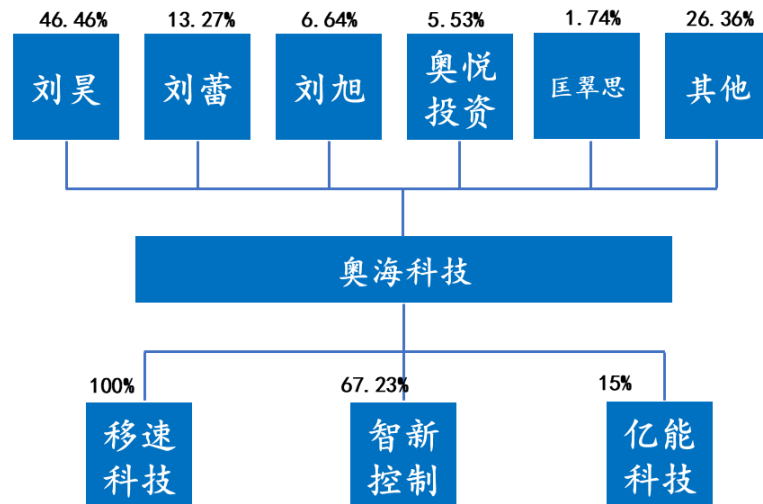 46.46% 13.27% 6.64% 5.53% 1.74% 26.36%
刘昊 刘蕾 刘旭 奥悦 匡翠思 其他
投资
奥海科技
100% 67.23% 15%
移速 智新 亿能
科技 控制 科技